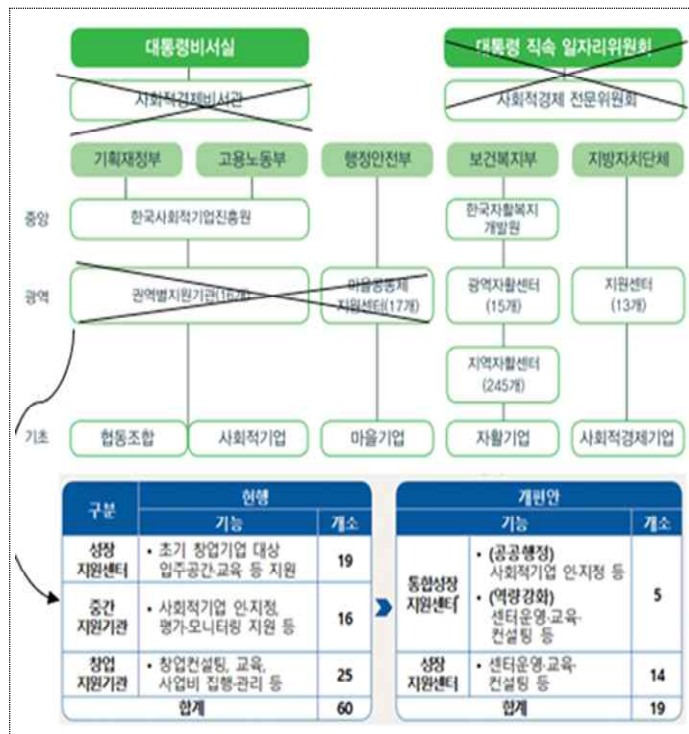 대통령비서실
대통령 직속 일자리위원회
사회적경제비서관
사회적경제 전문위원회
기획재정부
고용노동부
행정안전부
보건복지부
지방자치단체
중앙
한국사회적기업진흥원
한국자활복지
개발원
광역
권역별지원기관(16개)
마을공동체
지원센터(17개)
광역자활센터
(15개)
지원센터
(13개)
지역자활센터
(245개)
기초
협동조합
사회적기업
마을기업
자활기업
사회적경제기업
구분
현행
기능
개소
성장
지원센터
• 초기 창업기업 대상
입주공간·교육 등 지원
19
중간
지원기관
• 사회적기업 인·지정,
평가·모니터링 지원 등
16
창업
지원기관
• 창업컨설팅, 교육,
사업비 집행·관리 등
25
합계
60
개편안
기능
개소
통합성장
지원센터
• (공공행정)
사회적기업 인·지정 등
• (역량강화)
센터운영·교육·
컨설팅 등
5
성장
지원센터
• 센터운영·교육·
컨설팅 등
14
합계
19